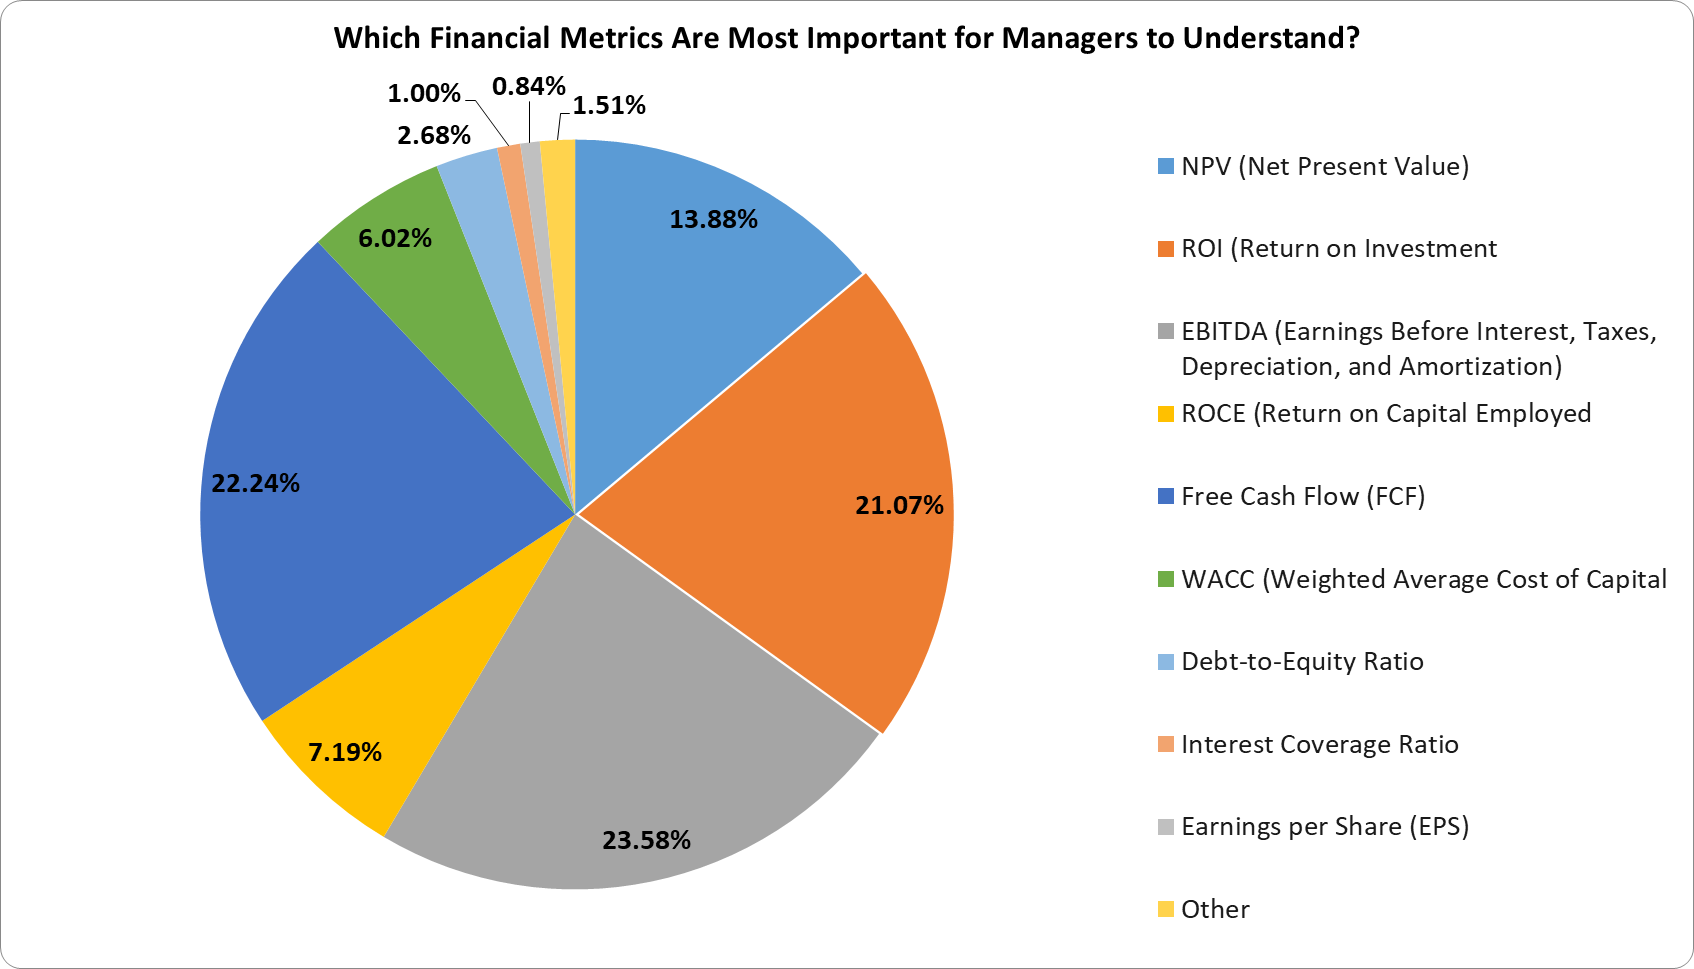 Which Financial Metrics Are Most Important for Managers to Understand?
1.00%
0.84%
1.51%
2.68%
13.88%
6.02%
21.07%
22.24%
7.19%
23.58%
NPV (Net Present Value)
ROI (Return on Investment
EBITDA (Earnings Before Interest, Taxes,
Depreciation, and Amortization)
ROCE (Return on Capital Employed
Free Cash Flow (FCF)
WACC (Weighted Average Cost of Capital
Debt-to-Equity Ratio
Interest Coverage Ratio
Earnings per Share (EPS)
Other